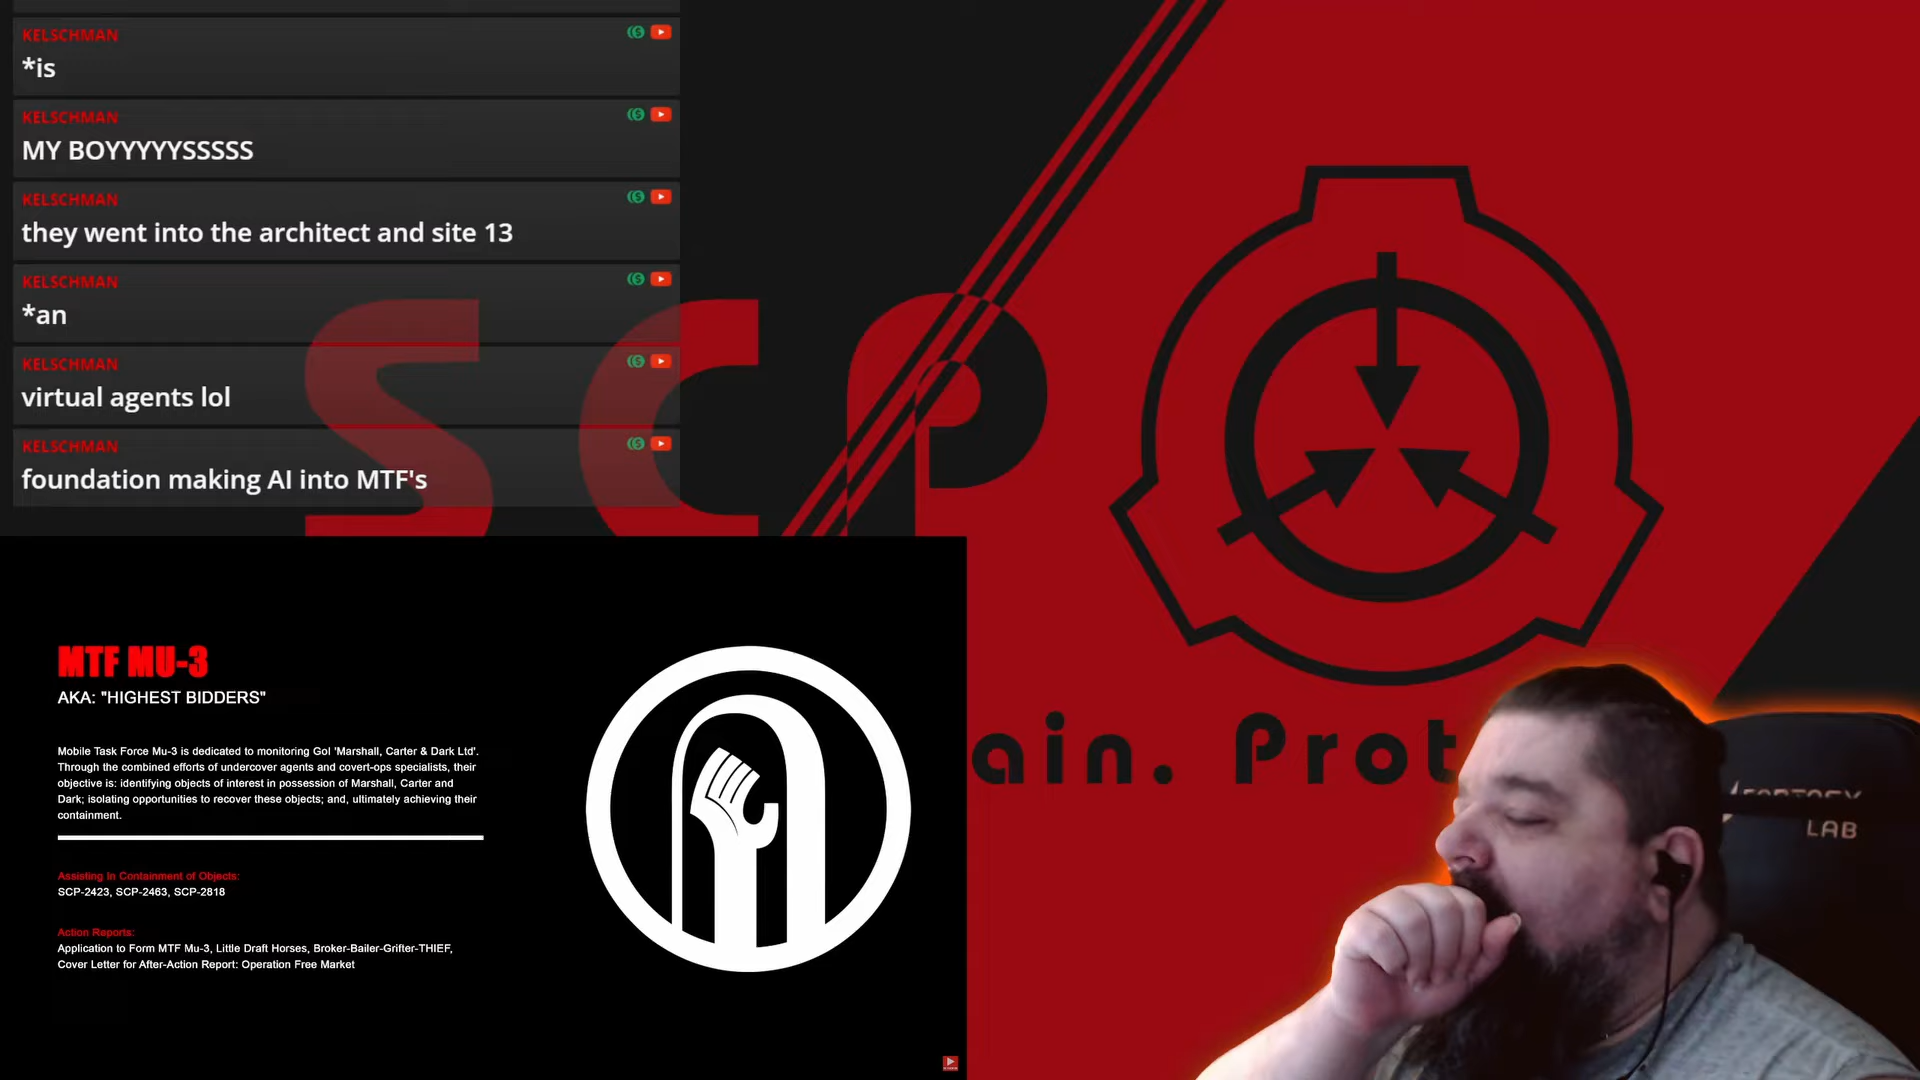 KELSCHMAN
*is
KELSCHMAN
MY BOYYYYYSSSSS
KELSCHMAN
they went into the architect and site 13
KELSCHMAN
*an
KELSCHMAN
virtual agents lol
KELSCHMAN
foundation making AI into MTF's
SCP
ain. Prot
LAB
MTF MU-3
AKA: "HIGHEST BIDDERS"
Mobile Task Force Mu-3 is dedicated to monitoring GoI 'Marshall, Carter & Dark Ltd'.
Through the combined efforts of undercover agents and covert-ops specialists, their
objective is: identifying objects of interest in possession of Marshall, Carter and
Dark; isolating opportunities to recover these objects; and, ultimately achieving their
containment.
Assisting In Containment of Objects:
SCP-2423, SCP-2463, SCP-2818
Action Reports:
Application to Form MTF Mu-3, Little Draft Horses, Broker-Bailer-Grifter-THIEF,
Cover Letter for After-Action Report: Operation Free Market